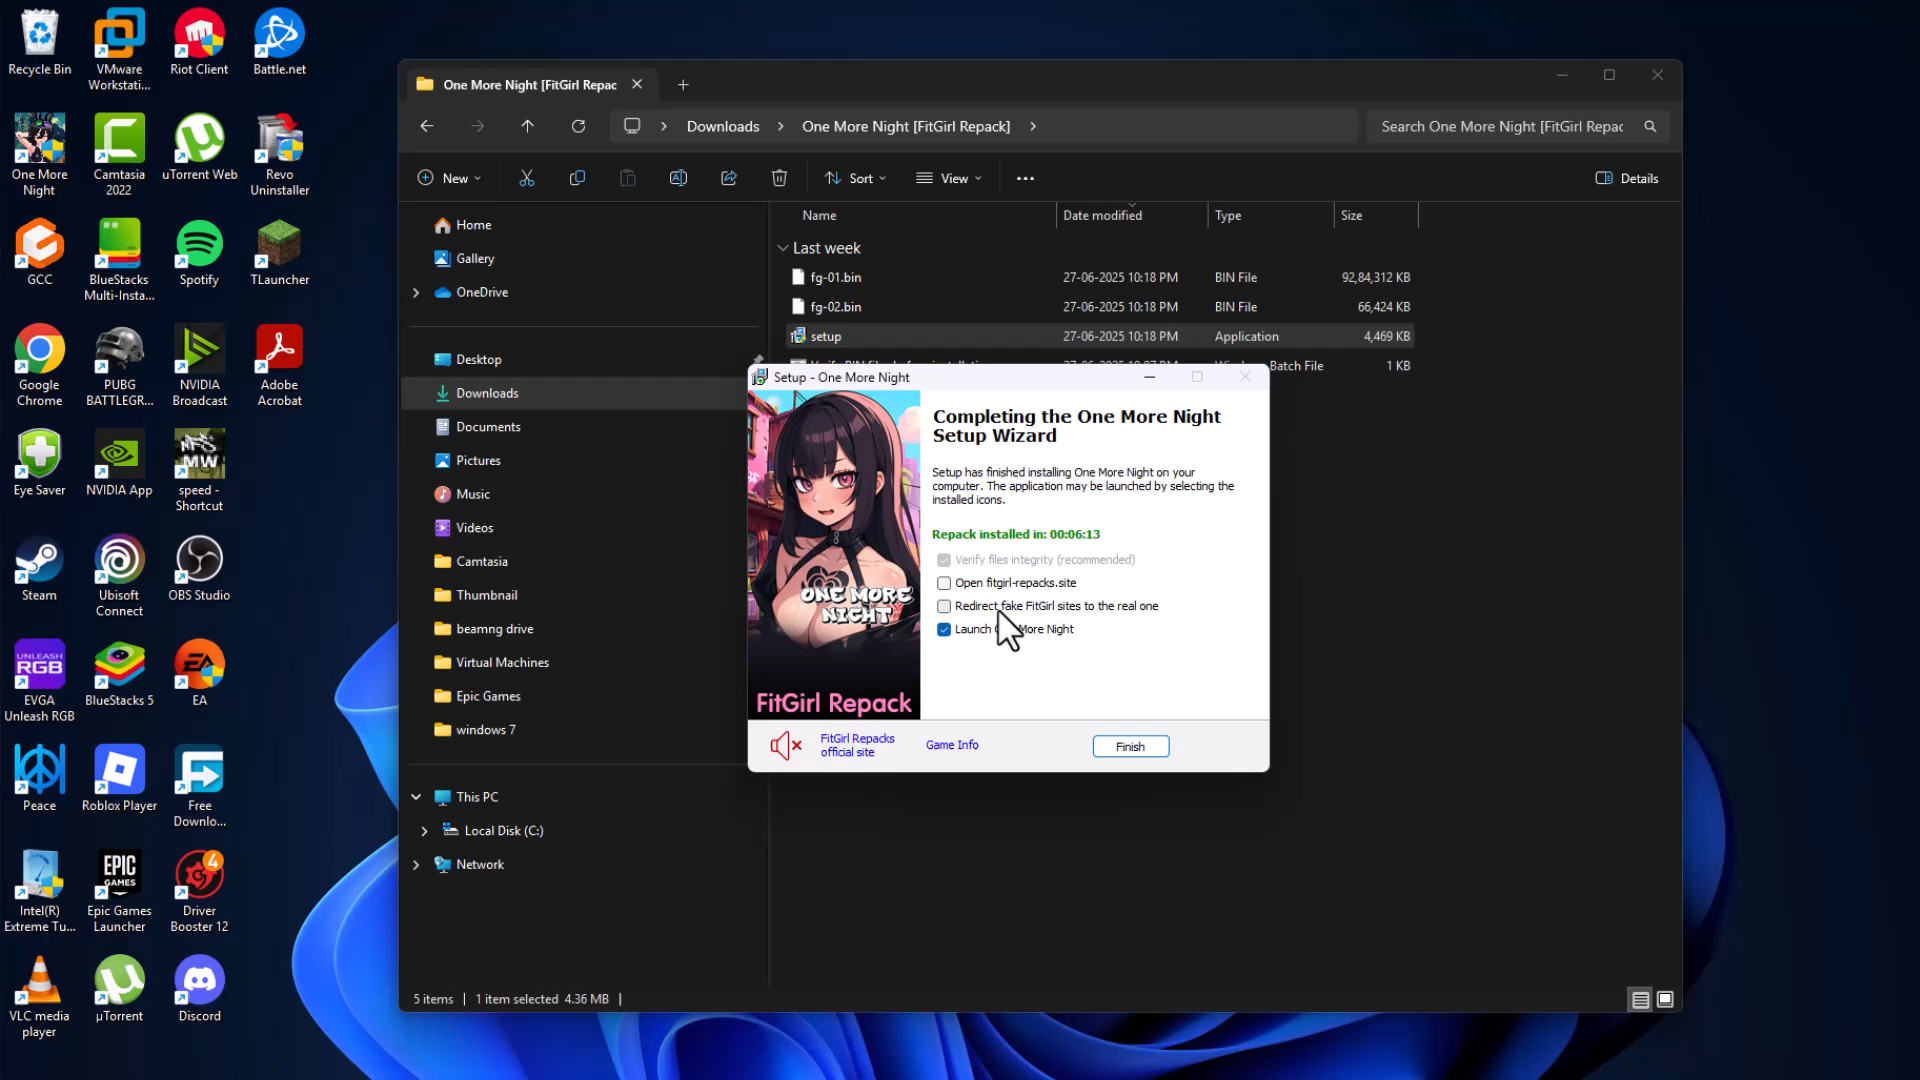 Recycle Bin
VMware
Workstati...
Riot Client
Battle.net
One More
Night
Camtasia
2022
uTorrent Web
Revo
Uninstaller
GCC
BlueStacks
Multi-Insta...
Spotify
TLauncher
Google
Chrome
PUBG
BATTLEGR...
NVIDIA
Broadcast
Adobe
Acrobat
Eye Saver
NVIDIA App
NFS
MW
speed -
Shortcut
Steam
Ubisoft
Connect
OBS Studio
UNLEASH
RGB
EVGA
Unleash RGB
BlueStacks 5
EA
EA
Peace
Roblox Player
Free
Downlo...
Intel(R)
Extreme Tu...
EPIC
GAMES
Epic Games
Launcher
4
Driver
Booster 12
VLC media
player
µTorrent
Discord
One More Night [FitGirl Repac
Downloads
One More Night [FitGirl Repack]
Search One More Night [FitGirl Repac
New
Sort
View
Details
Home
Gallery
OneDrive
Desktop
Downloads
Documents
Pictures
Music
Videos
Camtasia
Thumbnail
beamng drive
Virtual Machines
Epic Games
windows 7
This PC
Local Disk (C:)
Network
Name Date modified Type Size
Last week
fg-01.bin 27-06-2025 10:18 PM BIN File 92,84,312 KB
fg-02.bin 27-06-2025 10:18 PM BIN File 66,424 KB
setup 27-06-2025 10:18 PM Application 4,469 KB
Batch File 1 KB
Setup - One More Night
Completing the One More Night
Setup Wizard
Setup has finished installing One More Night on your
computer. The application may be launched by selecting the
installed icons.
Repack installed in: 00:06:13
Verify files integrity (recommended)
Open fitgirl-repacks.site
Redirect fake FitGirl sites to the real one
Launch More Night
ONE MORE
NIGHT
FitGirl Repack
FitGirl Repacks
official site
Game Info
Finish
5 items
1 item selected 4.36 MB